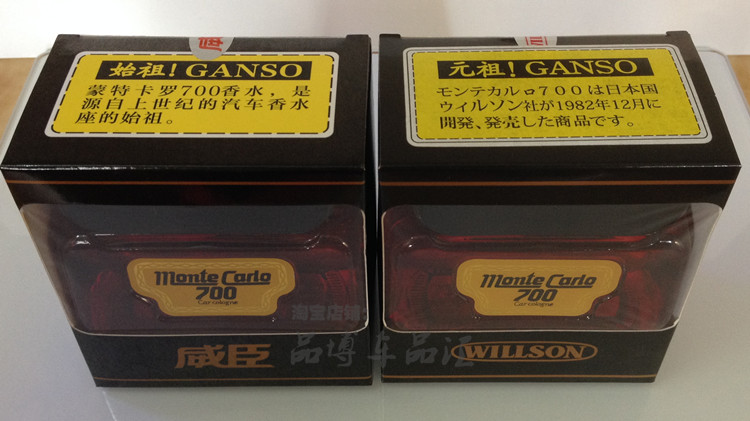 始祖！GANSO
蒙特卡罗700香水，是
源自上世纪的汽车香水
座的始祖。
Monte Carlo
700
Car cologne
威臣
元祖！GANSO
モンテカルロ７００は日本国
ウィルソン社が1982年12月に
開発、発売した商品です。
Monte Carlo
700
Car cologne
WILLSON
淘宝店铺
品博车品汇